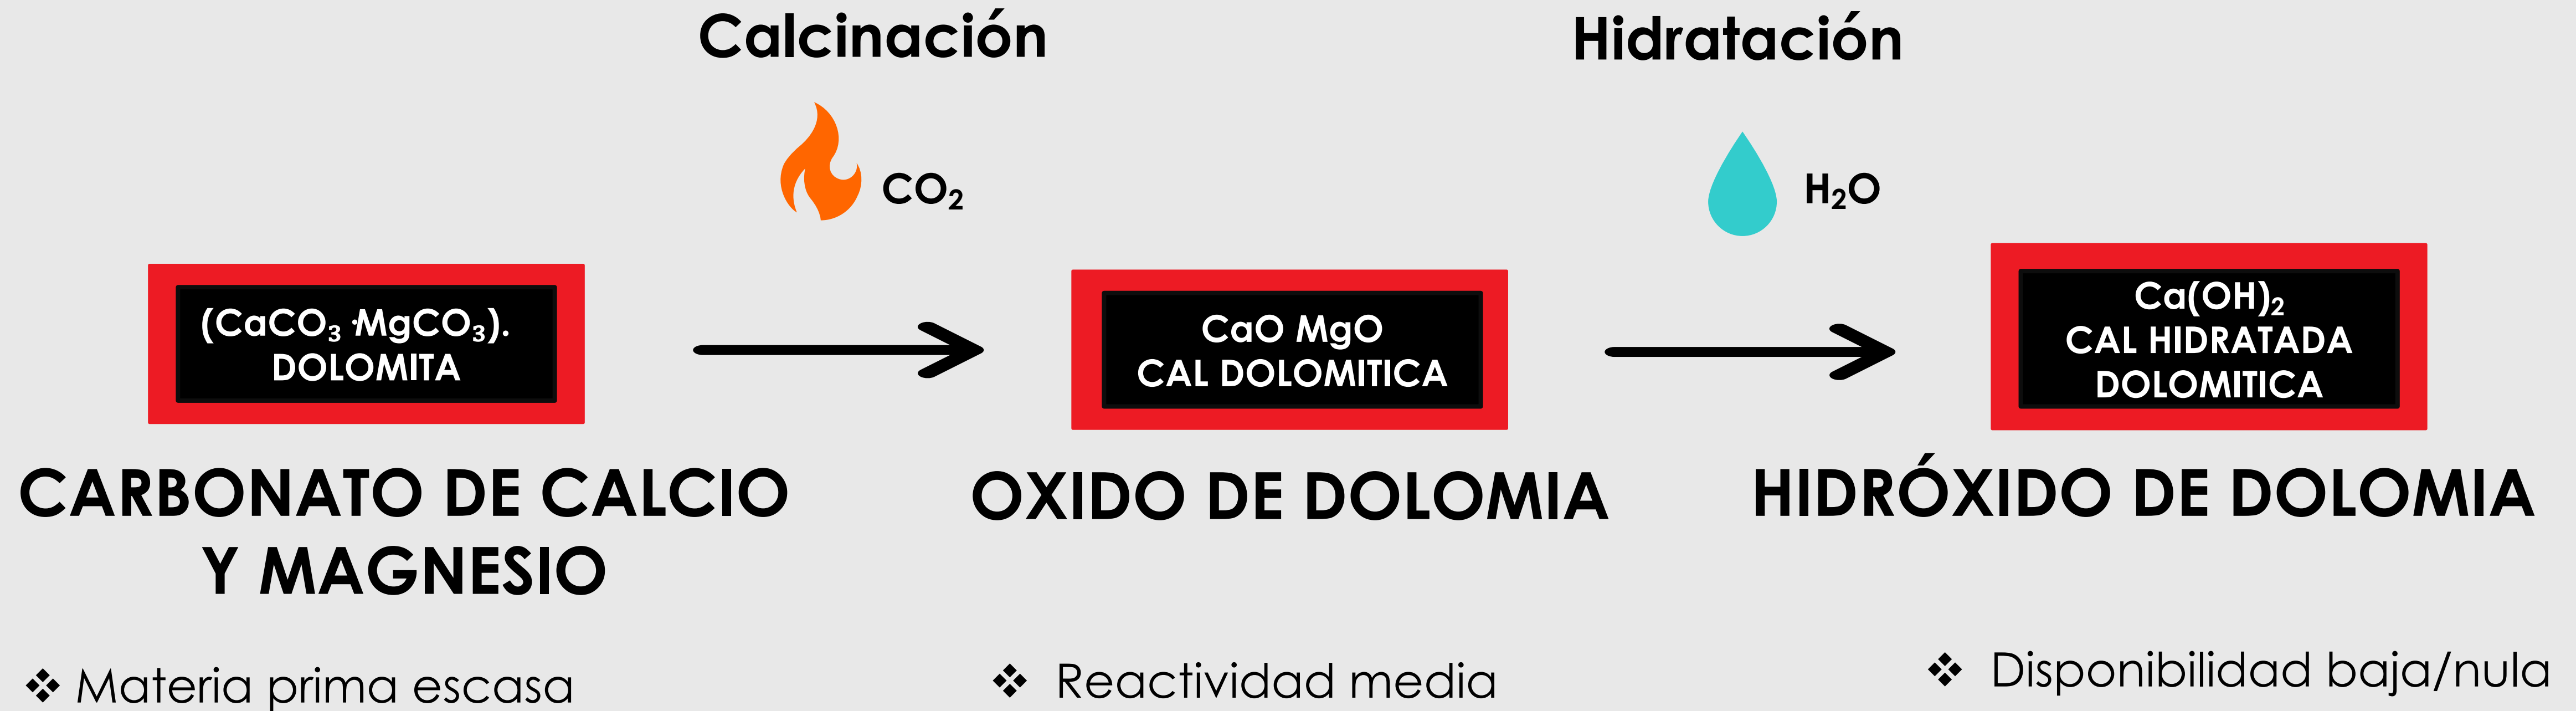 Calcinación
Hidratación
CO₂
H₂O
(CaCO₃ ·MgCO₃).
DOLOMITA
CaO MgO
CAL DOLOMITICA
Ca(OH)₂
CAL HIDRATADA
DOLOMITICA
CARBONATO DE CALCIO
Y MAGNESIO
OXIDO DE DOLOMIA
HIDRÓXIDO DE DOLOMIA
❖ Materia prima escasa
❖ Reactividad media
❖ Disponibilidad baja/nula